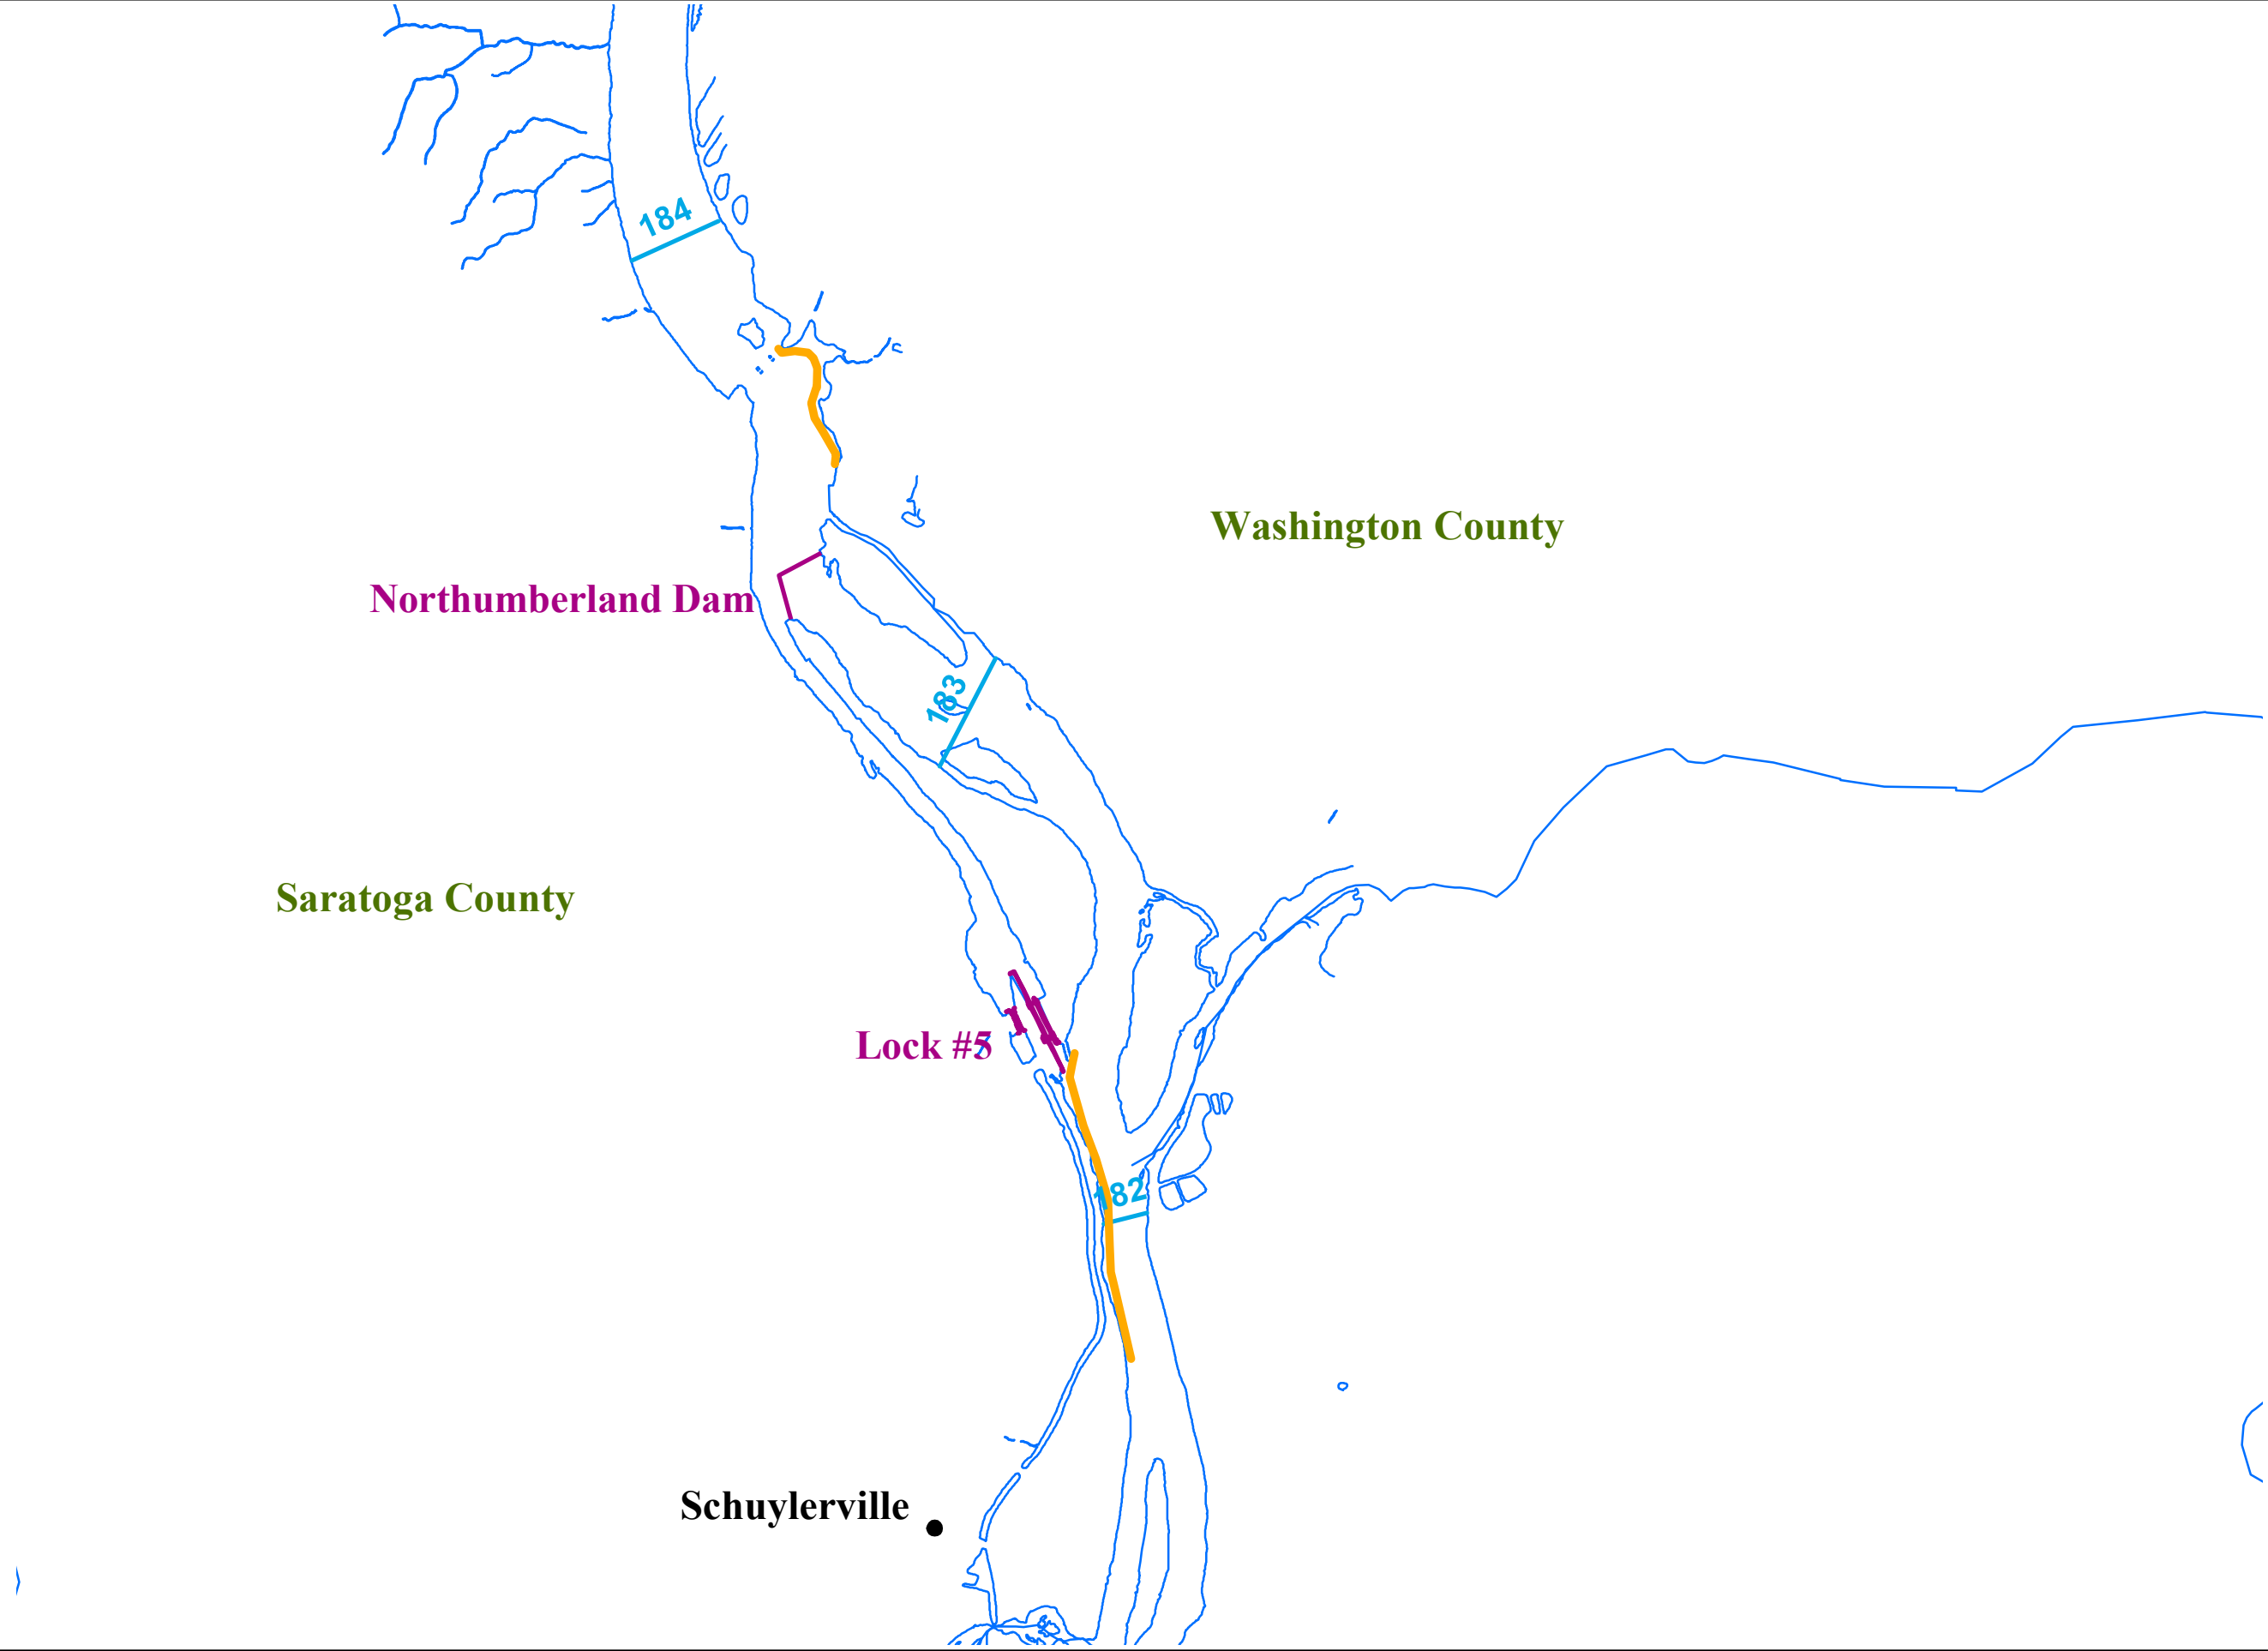 184
Washington County
Northumberland Dam
183
Saratoga County
Lock #5
182
Schuylerville